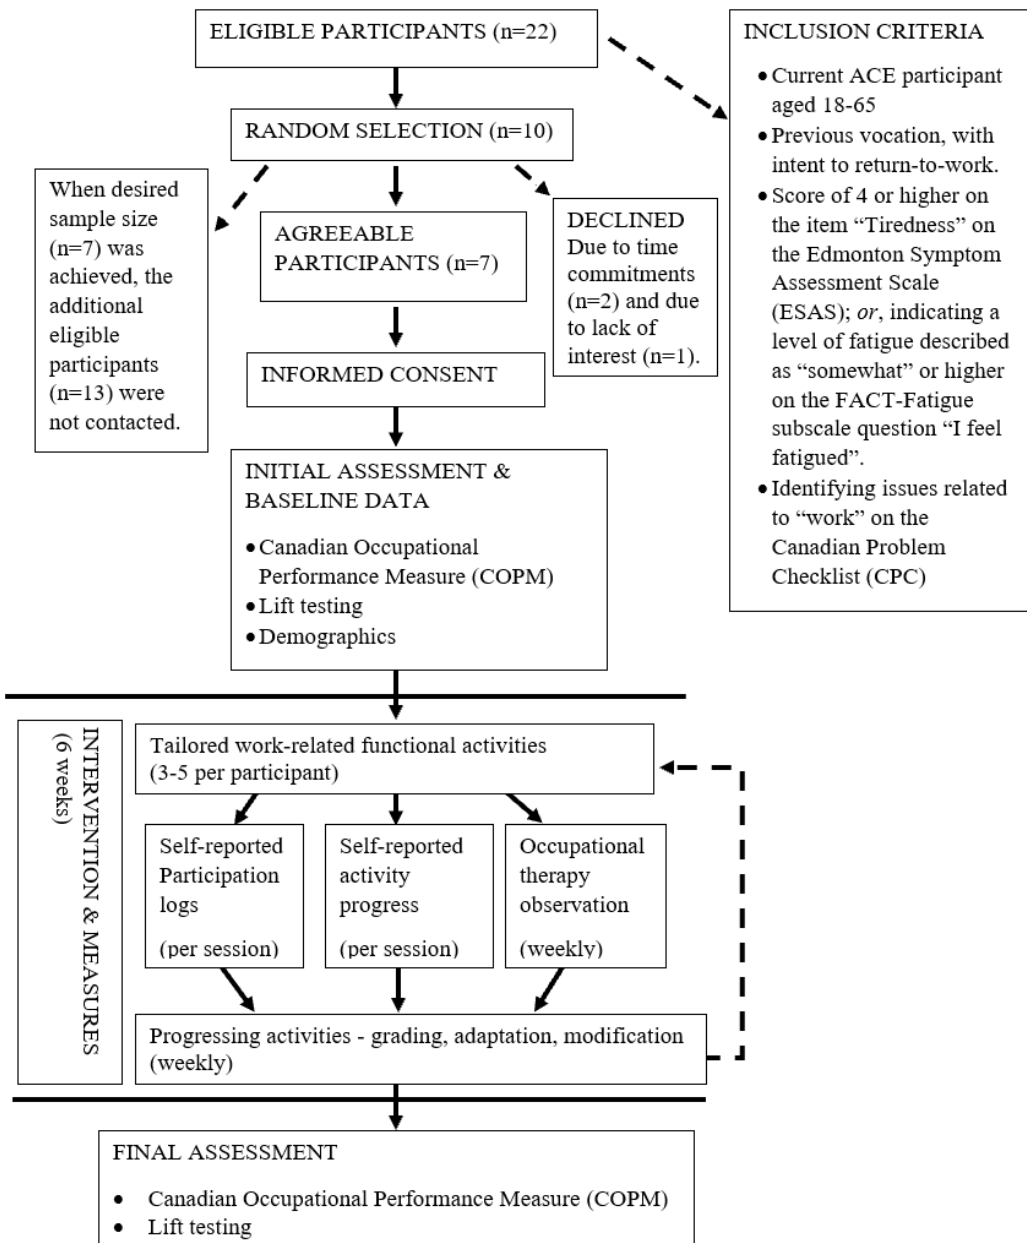 ELIGIBLE PARTICIPANTS (n=22)
RANDOM SELECTION (n=10)
INCLUSION CRITERIA
• Current ACE participant
aged 18-65
• Previous vocation, with
intent to return-to-work.
• Score of 4 or higher on
the item “Tiredness” on
the Edmonton Symptom
Assessment Scale
(ESAS); or, indicating a
level of fatigue described
as “somewhat” or higher
on the FACT-Fatigue
subscale question “I feel
fatigued”.
• Identifying issues related
to “work” on the
Canadian Problem
Checklist (CPC)
When desired
sample size
(n=7) was
achieved, the
additional
eligible
participants
(n=13) were
not contacted.
AGREEABLE
PARTICIPANTS (n=7)
DECLINED
Due to time
commitments
(n=2) and due
to lack of
interest (n=1).
INFORMED CONSENT
INITIAL ASSESSMENT &
BASELINE DATA
• Canadian Occupational
Performance Measure (COPM)
• Lift testing
• Demographics
INTERVENTION & MEASURES
(6 weeks)
Tailored work-related functional activities
(3-5 per participant)
Self-reported
Participation
logs
(per session)
Self-reported
activity
progress
(per session)
Occupational
therapy
observation
(weekly)
Progressing activities - grading, adaptation, modification
(weekly)
FINAL ASSESSMENT
• Canadian Occupational Performance Measure (COPM)
• Lift testing